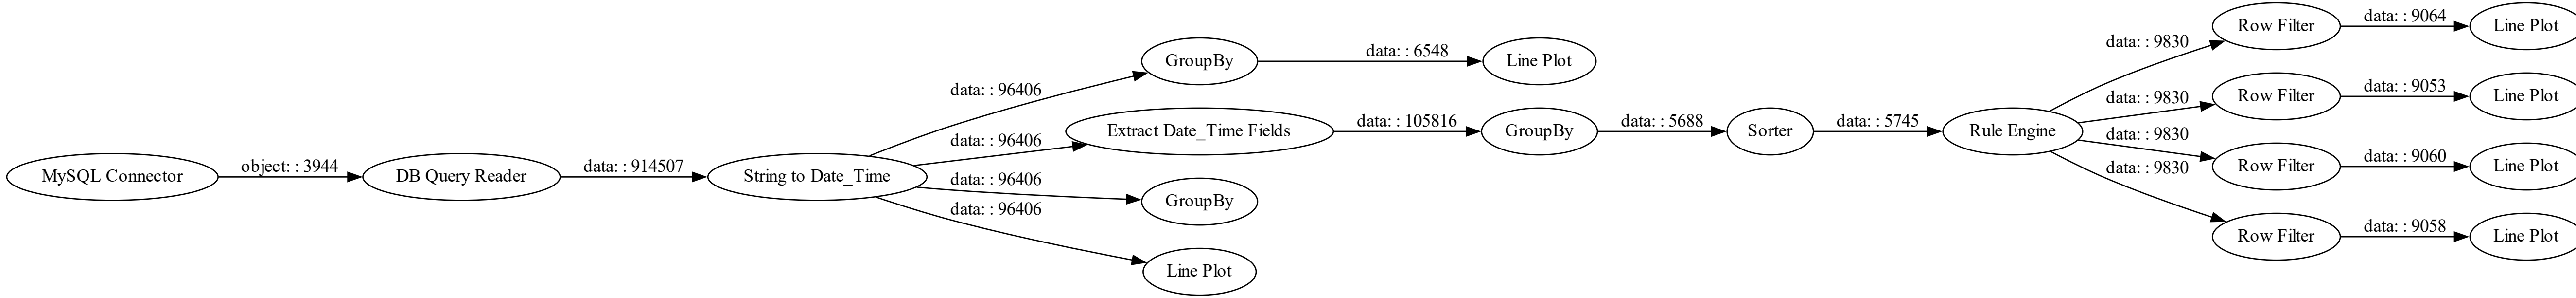 MySQL Connector
object: : 3944
DB Query Reader
data: : 914507
String to Date_Time
data: : 96406
GroupBy
data: : 6548
Line Plot
data: : 96406
Extract Date_Time Fields
data: : 105816
GroupBy
data: : 5688
Sorter
data: : 5745
Rule Engine
data: : 9830
Row Filter
data: : 9064
Line Plot
data: : 9830
Row Filter
data: : 9053
Line Plot
data: : 9830
Row Filter
data: : 9060
Line Plot
data: : 9830
Row Filter
data: : 9058
Line Plot
data: : 96406
GroupBy
data: : 96406
Line Plot